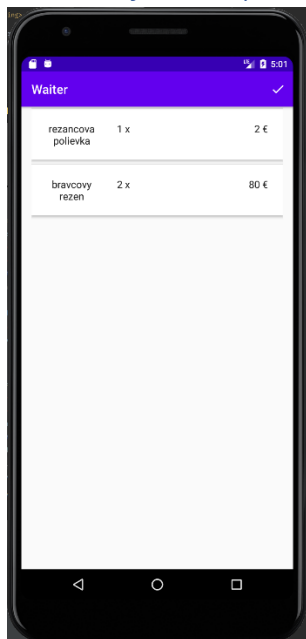 5:01
Waiter
rezancova
polievka
1 x
2 €
bravcovy
rezen
2 x
80 €